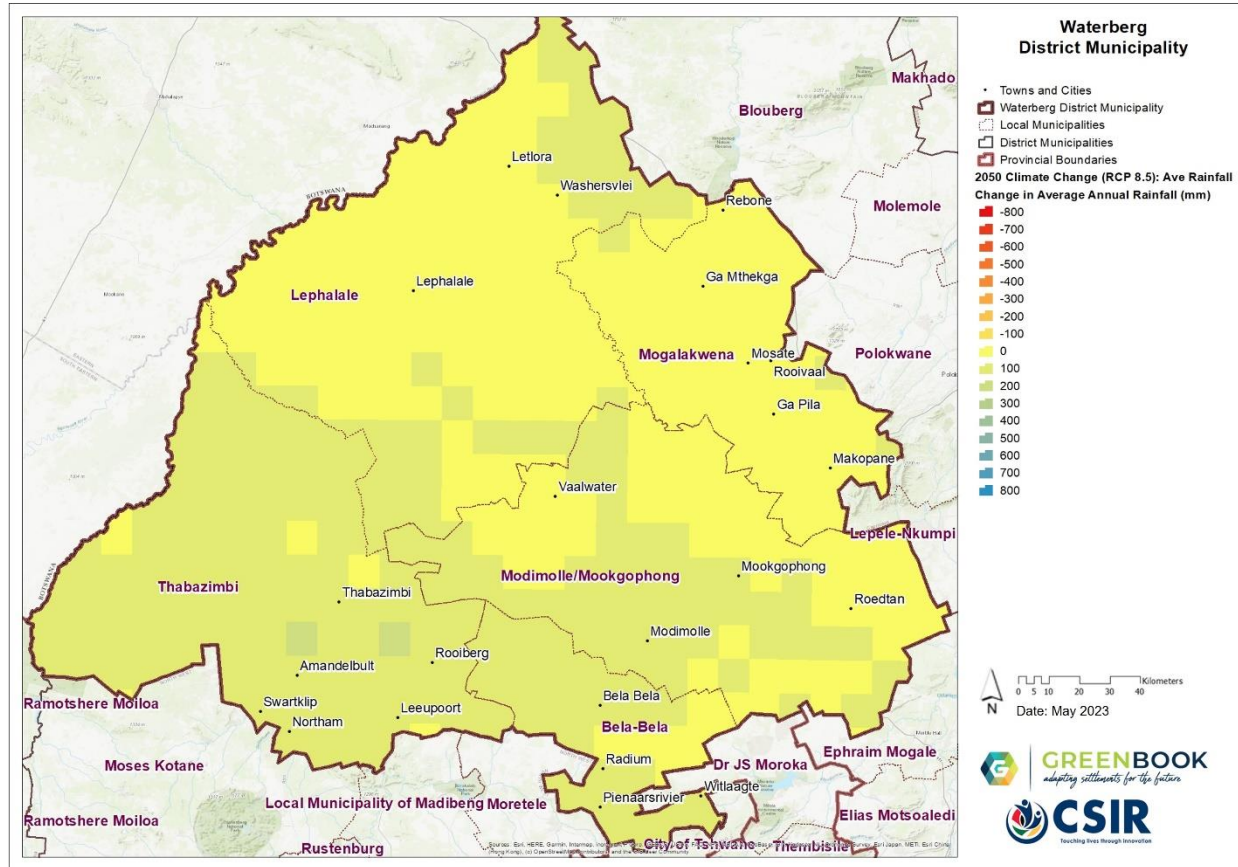 Waterberg
District Municipality
Towns and Cities
Waterberg District Municipality
Local Municipalities
District Municipalities
Provincial Boundaries
2050 Climate Change (RCP 8.5): Ave Rainfall
Change in Average Annual Rainfall (mm)
-800
-700
-600
-500
-400
-300
-200
-100
0
100
200
300
400
500
600
700
800
Makhado
Blouberg
Letlora
Washersvlei
Rebone
Molemole
BOTSWANA
Ga Mthekga
Lephalale
Lephalale
Mogalakwena
Mosate
Rooivaal
Polokwane
Ga Pila
Makopane
Vaalwater
Lepele-Nkumpi
BOTSWANA
Thabazimbi
Modimolle/Mookgophong
Mookgophong
Thabazimbi
Roedtan
Modimolle
Rooiberg
Amandelbult
Ramotshere Moiloa
Swartklip
Northam
Leeupoort
Bela Bela
Bela-Bela
Moses Kotane
Radium
Dr JS Moroka
Ephraim Mogale
Local Municipality of Madibeng
Moretele
Witlaagte
Pienaarsrivier
Elias Motsoaledi
Ramotshere Moiloa
Rustenburg
City of Tshwane
Thembisile
N
0 5 10 20 30 40 Kilometers
Date: May 2023
GREENBOOK
adapting settlements for the future
CSIR
Touching lives through innovation